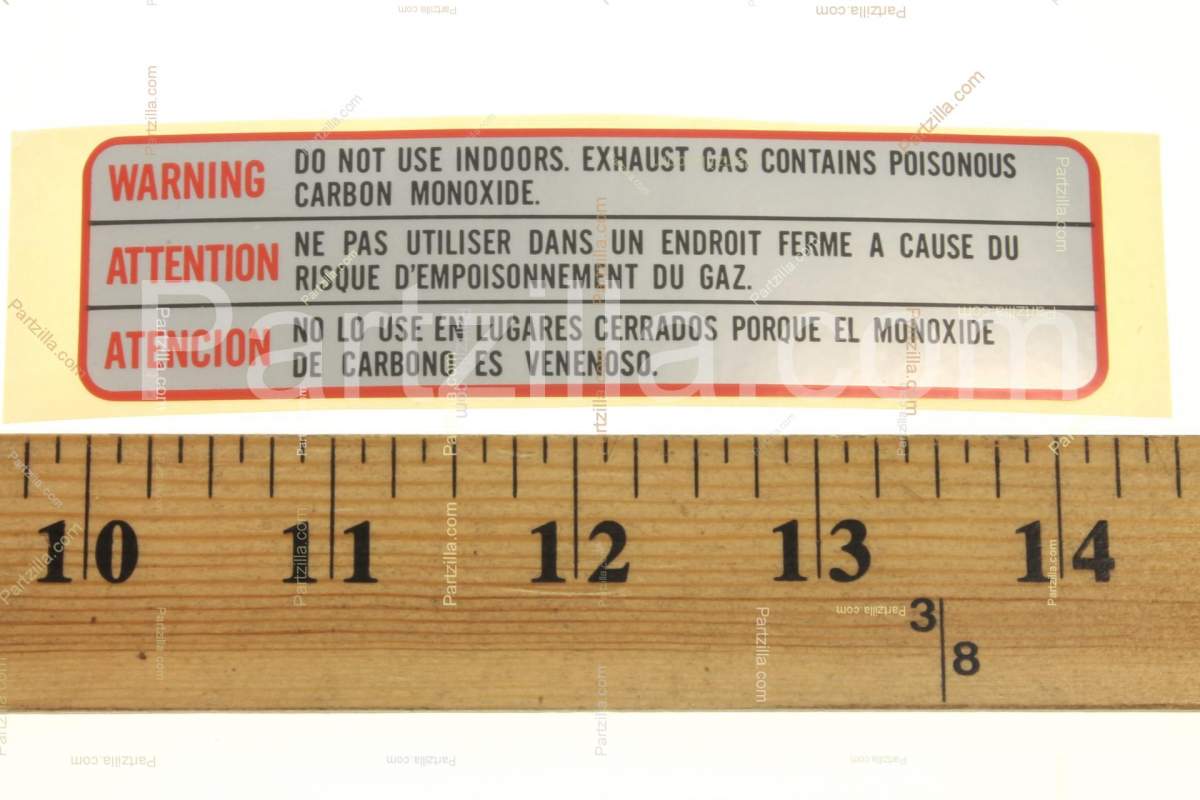 WARNING
DO NOT USE INDOORS. EXHAUST GAS CONTAINS POISONOUS
CARBON MONOXIDE.
ATTENTION
NE PAS UTILISER DANS UN ENDROIT FERME A CAUSE DU
RISQUE D'EMPOISONNEMENT DU GAZ.
ATENCION
NO LO USE EN LUGARES CERRADOS PORQUE EL MONOXIDE
DE CARBONO ES VENENOSO.
Partzilla.com
10 11 12 13 14
3
8